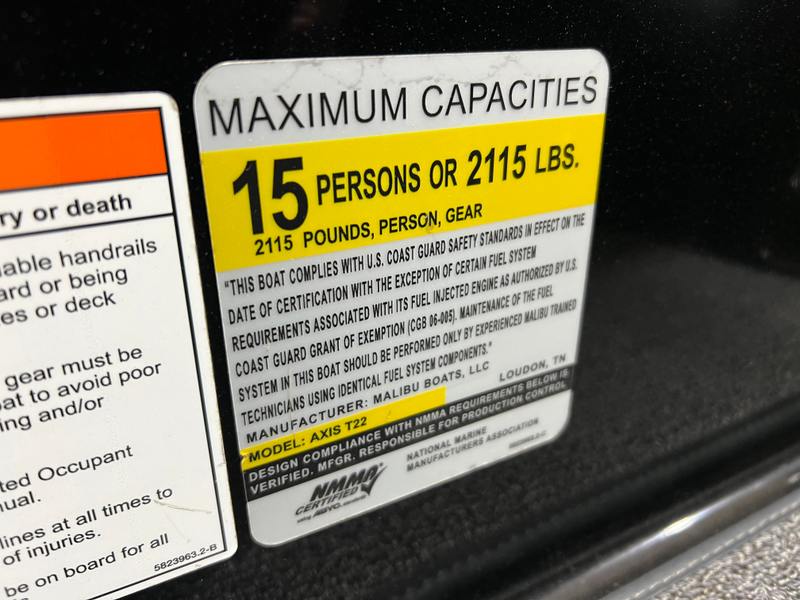 ry or death
able handrails
ard or being
es or deck
gear must be
at to avoid poor
ing and/or
ted Occupant
ual.
lines at all times to
of injuries.
be on board for all
5823963.2-B
MAXIMUM CAPACITIES
15 PERSONS OR 2115 LBS.
2115 POUNDS, PERSON, GEAR
"THIS BOAT COMPLIES WITH U.S. COAST GUARD SAFETY STANDARDS IN EFFECT ON THE
DATE OF CERTIFICATION WITH THE EXCEPTION OF CERTAIN FUEL SYSTEM
REQUIREMENTS ASSOCIATED WITH ITS FUEL INJECTED ENGINE AS AUTHORIZED BY U.S.
COAST GUARD GRANT OF EXEMPTION (CGB 06-005). MAINTENANCE OF THE FUEL
SYSTEM IN THIS BOAT SHOULD BE PERFORMED ONLY BY EXPERIENCED MALIBU TRAINED
TECHNICIANS USING IDENTICAL FUEL SYSTEM COMPONENTS."
MANUFACTURER: MALIBU BOATS, LLC LOUDON, TN
MODEL: AXIS T22
DESIGN COMPLIANCE WITH NMMA REQUIREMENTS BELOW IS
VERIFIED. MFGR. RESPONSIBLE FOR PRODUCTION CONTROL
NMMA
CERTIFIED
NATIONAL MARINE
MANUFACTURERS ASSOCIATION